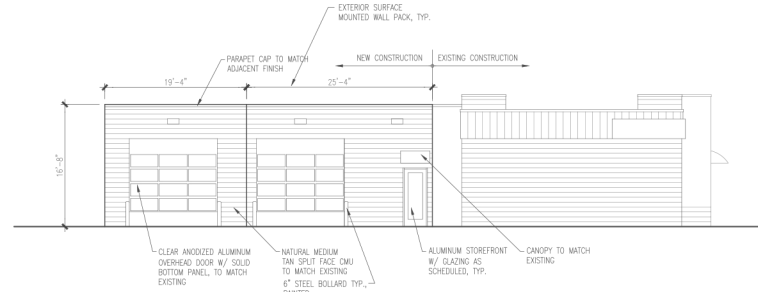 EXTERIOR SURFACE
MOUNTED WALL PACK, TYP.
PARAPET CAP TO MATCH
ADJACENT FINISH
NEW CONSTRUCTION
EXISTING CONSTRUCTION
19'-4"
25'-4"
16'-8"
CLEAR ANODIZED ALUMINUM
OVERHEAD DOOR W/ SOLID
BOTTOM PANEL, TO MATCH
EXISTING
NATURAL MEDIUM
TAN SPLIT FACE CMU
TO MATCH EXISTING
6" STEEL BOLLARD TYP.,
ALUMINUM STOREFRONT
W/ GLAZING AS
SCHEDULED, TYP.
CANOPY TO MATCH
EXISTING